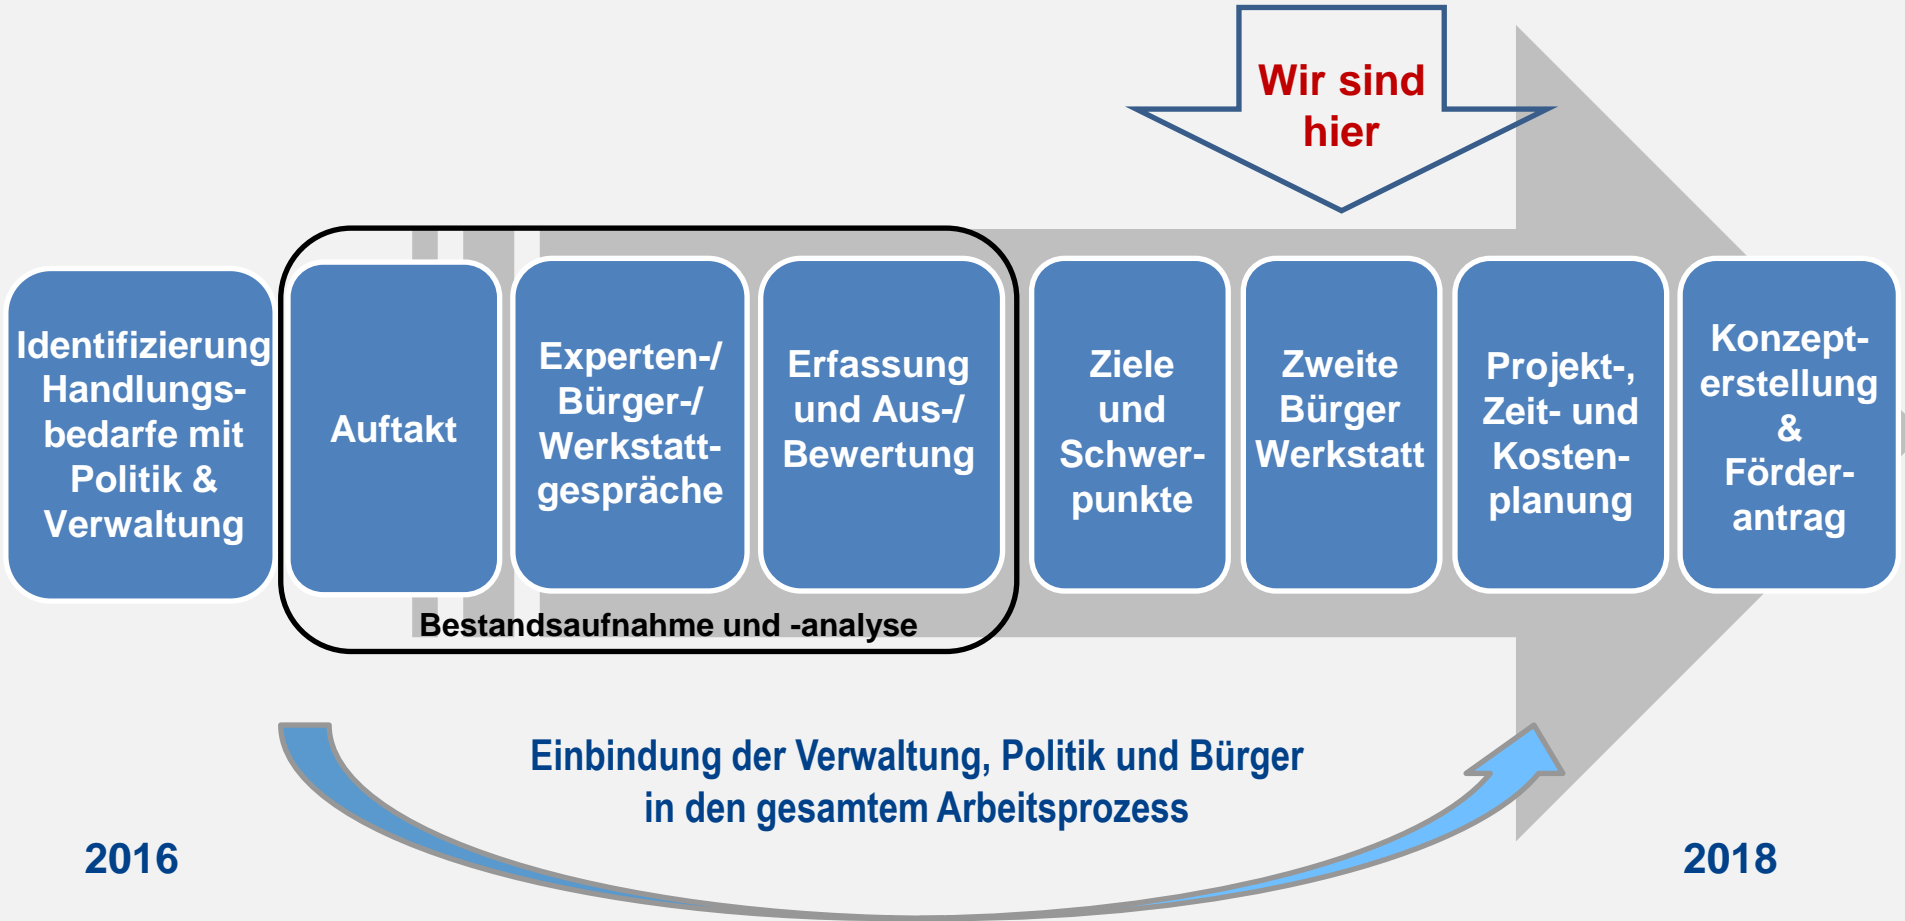 Wir sind
hier
Identifizierung
Handlungs-
bedarfe mit
Politik &
Verwaltung
Auftakt
Experten-/
Bürger-/
Werkstatt-
gespräche
Erfassung
und Aus-/
Bewertung
Ziele
und
Schwer-
punkte
Zweite
Bürger
Werkstatt
Projekt-,
Zeit- und
Kosten-
planung
Konzept-
erstellung
&
Förder-
antrag
Bestandsaufnahme und -analyse
Einbindung der Verwaltung, Politik und Bürger
in den gesamtem Arbeitsprozess
2016
2018